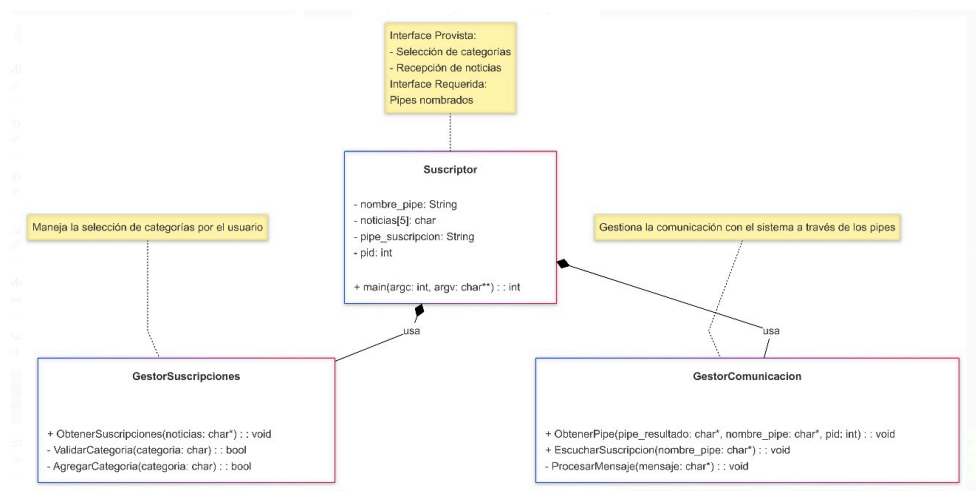 Interface Provista:
- Selección de categorías
- Recepción de noticias
Interface Requerida:
Pipes nombrados
Suscriptor
- nombre_pipe: String
- noticias[5]: char
- pipe_suscripcion: String
- pid: int
+ main(argc: int, argv: char**) : : int
Maneja la selección de categorías por el usuario
Gestiona la comunicación con el sistema a través de los pipes
usa
usa
GestorSuscripciones
+ ObtenerSuscripciones(noticias: char*) : : void
- ValidarCategoria(categoria: char) : : bool
- AgregarCategoria(categoria: char) : : bool
GestorComunicacion
+ ObtenerPipe(pipe_resultado: char*, nombre_pipe: char*, pid: int) : : void
+ EscucharSuscripcion(nombre_pipe: char*) : : void
- ProcesarMensaje(mensaje: char*) : : void